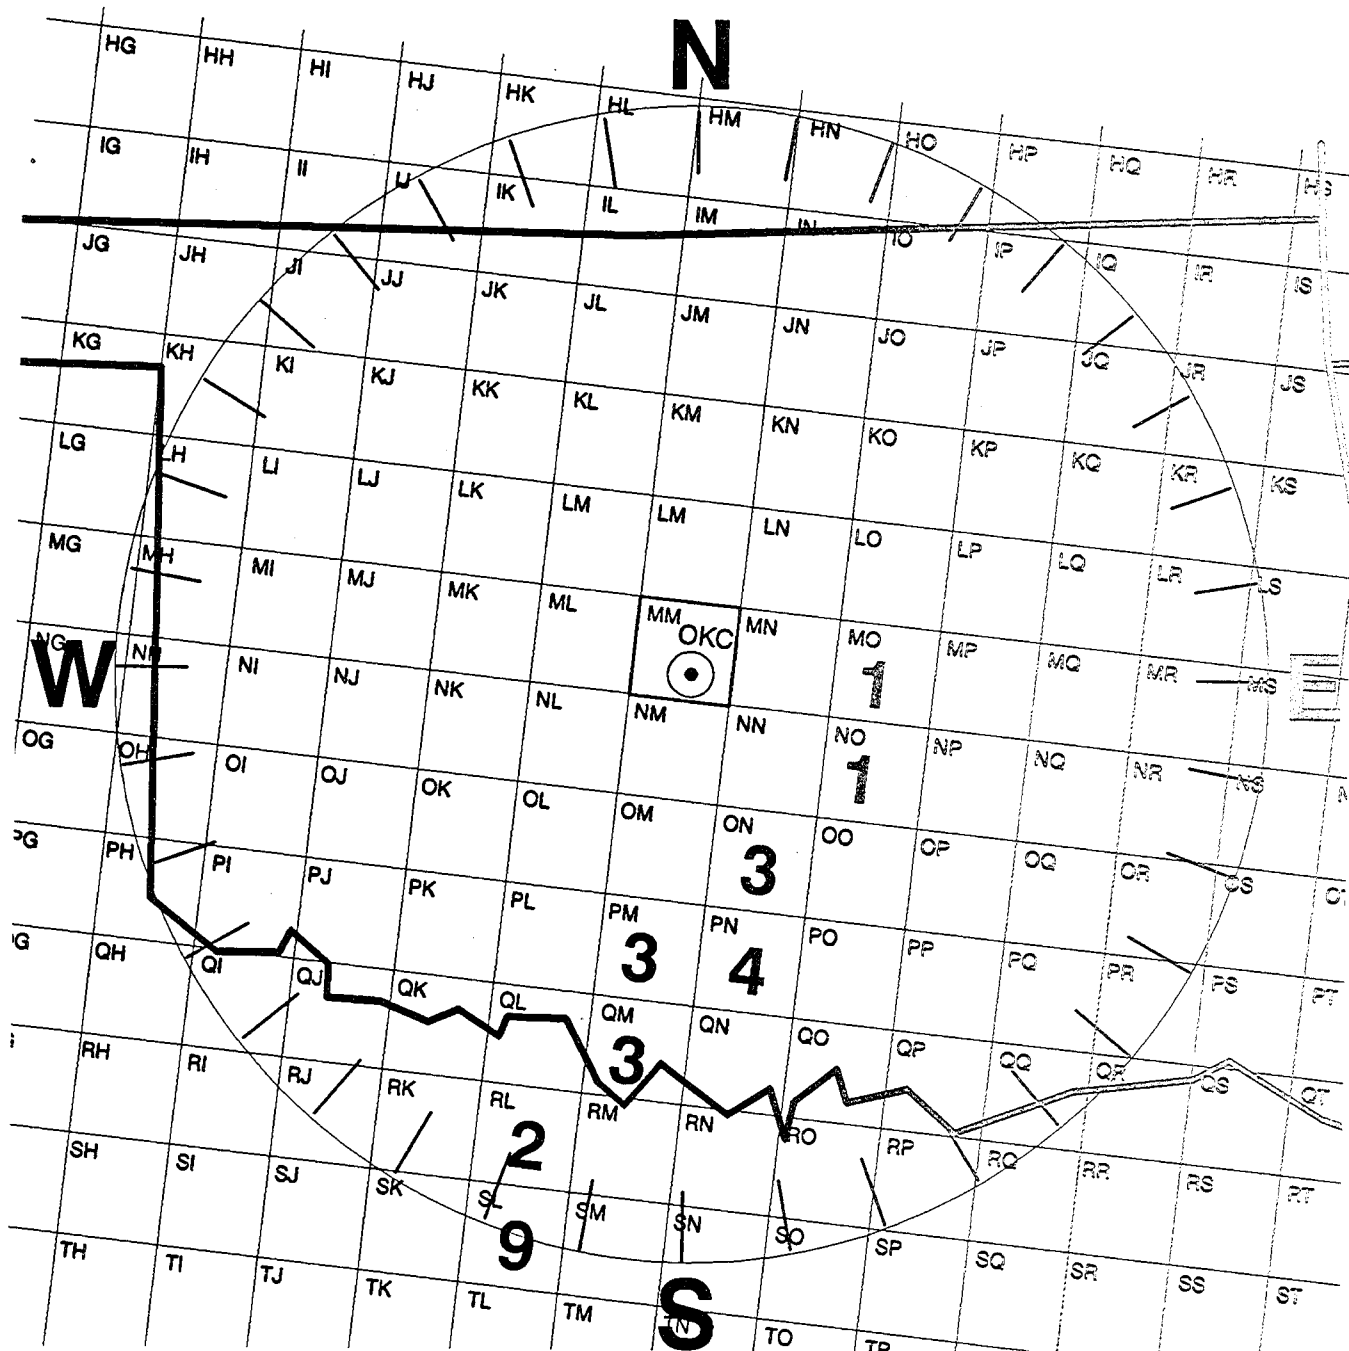 N
HG HH HI HJ HK HL HM HN HO HP HQ HR HS
IG IH II IJ IK IL IM IN IO IP IQ IR IS
JG JH JI JJ JK JL JM JN JO JP JQ JR JS
KG KH KI KJ KK KL KM KN KO KP KQ KR KS
LG LH LI LJ LK LM LM LN LO LP LQ LR LS
MG MH MI MJ MK ML MM MN MO MP MQ MR MS
OKC
1
W
E
NG NH NI NJ NK NL NM NN NO NP NQ NR NS
1
OG OH OI OJ OK OL OM ON OO OP OQ OR OS OT
3
PG PH PI PJ PK PL PM PN PO PP PQ PR PS PT
3 4
QH QI QJ QK QL QM QN QO QP QQ QR QS QT
3
RH RI RJ RK RL RM RN RO RP RQ RR RS RT
2
SH SI SJ SK SL SM SN SO SP SQ SR SS ST
9
TH TI TJ TK TL TM TN TO TP
S